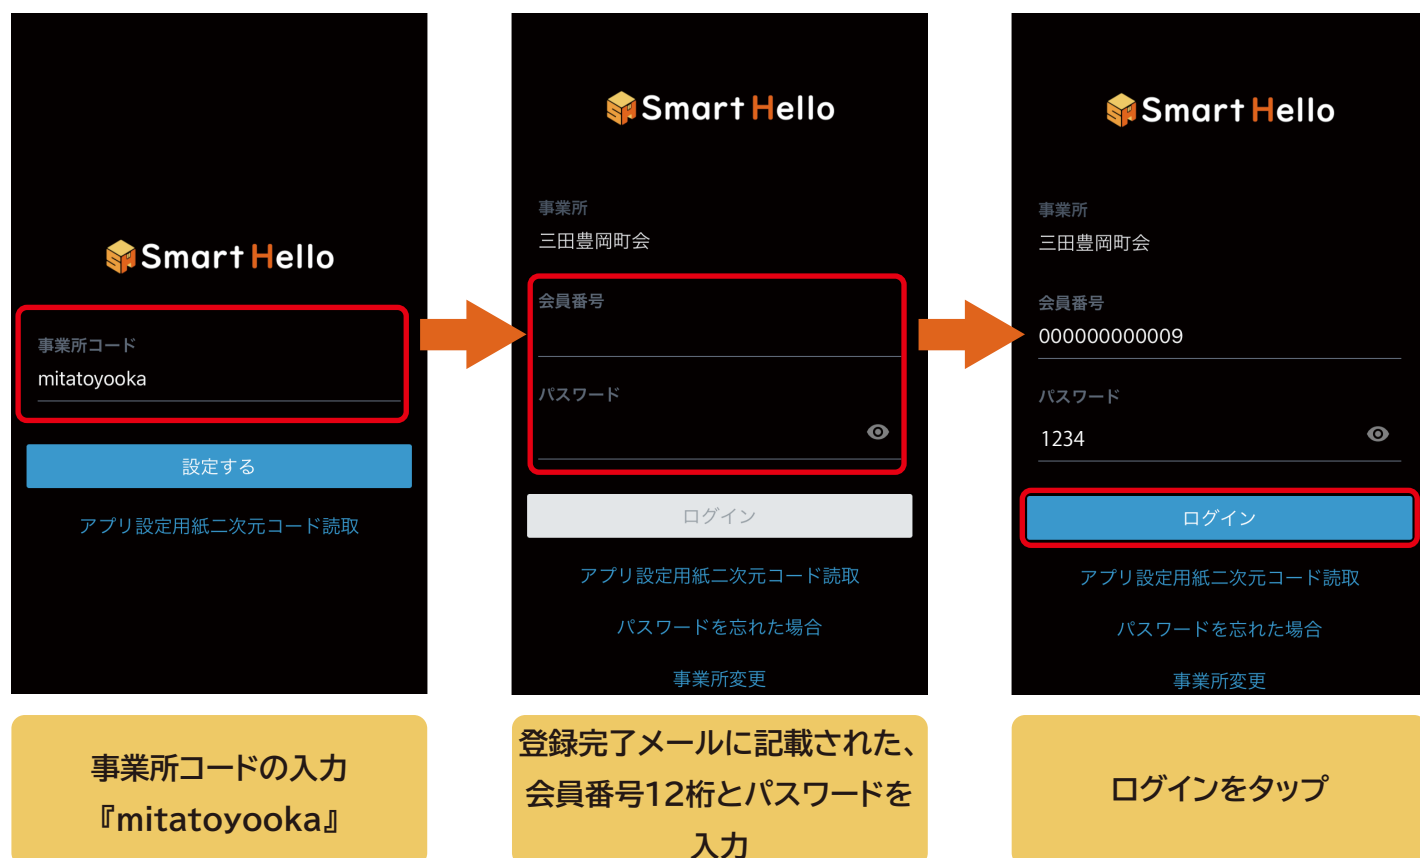 Smart Hello
事業所コード
mitatoyooka
設定する
アプリ設定用紙二次元コード読取
事業所コードの入力
『mitatoyooka』
Smart Hello
事業所
三田豊岡町会
会員番号
パスワード
ログイン
アプリ設定用紙二次元コード読取
パスワードを忘れた場合
事業所変更
登録完了メールに記載された、
会員番号12桁とパスワードを
入力
Smart Hello
事業所
三田豊岡町会
会員番号
000000000009
パスワード
1234
ログイン
アプリ設定用紙二次元コード読取
パスワードを忘れた場合
事業所変更
ログインをタップ